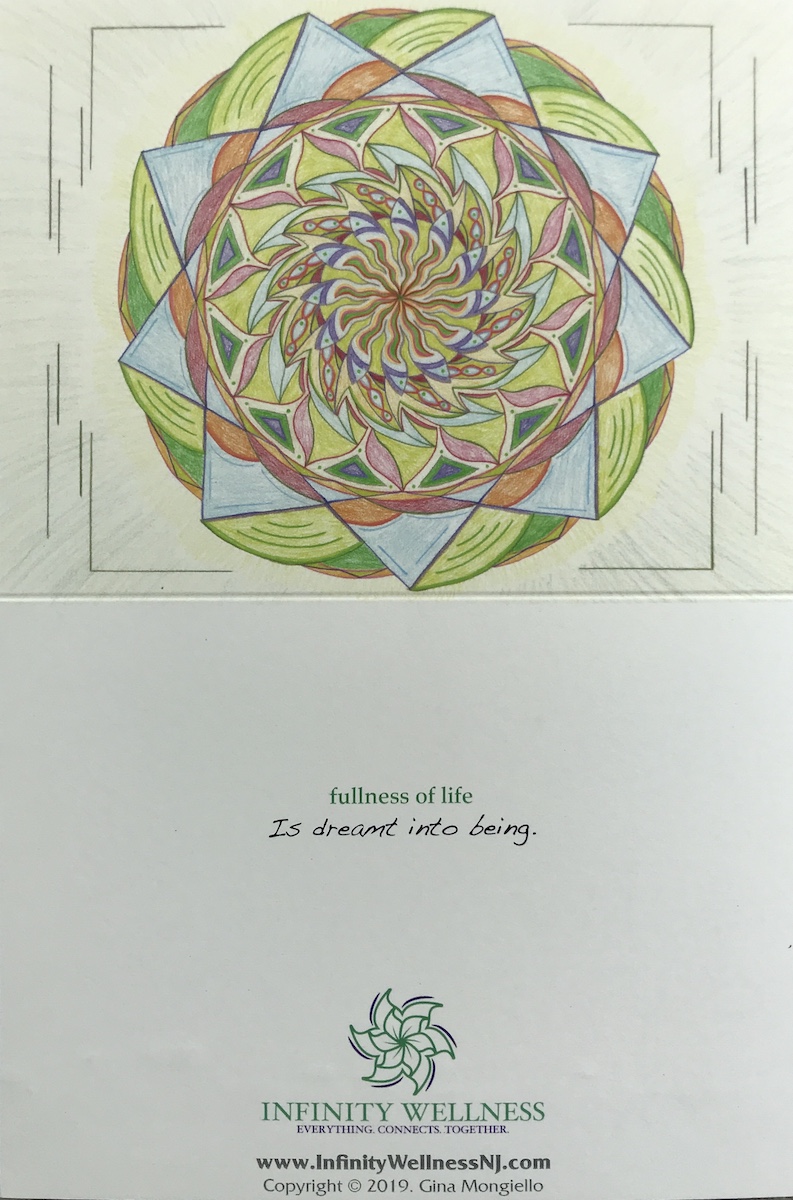 fullness of life
Is dreamt into being.
INFINITY WELLNESS
EVERYTHING. CONNECTS. TOGETHER.
www.InfinityWellnessNJ.com
Copyright © 2019. Gina Mongiello